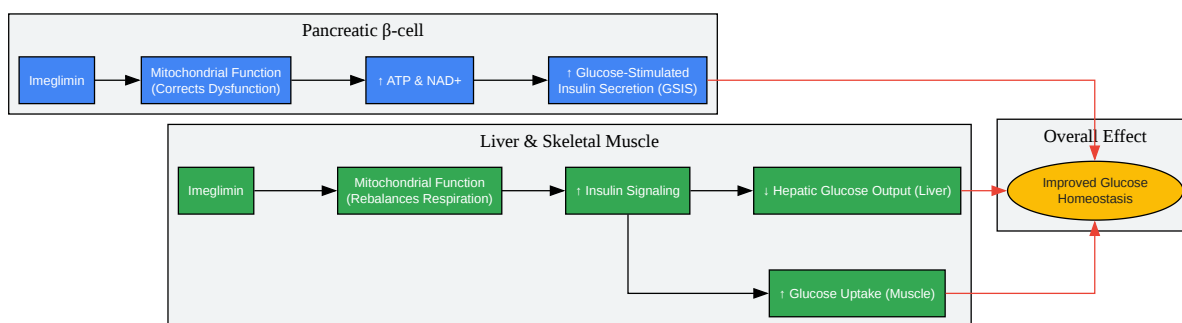 Pancreatic β-cell
Imeglimin
Mitochondrial Function
(Corrects Dysfunction)
↑ ATP & NAD+
↑ Glucose-Stimulated
Insulin Secretion (GSIS)
Liver & Skeletal Muscle
Imeglimin
Mitochondrial Function
(Rebalances Respiration)
↑ Insulin Signaling
↓ Hepatic Glucose Output (Liver)
↑ Glucose Uptake (Muscle)
Overall Effect
Improved Glucose
Homeostasis